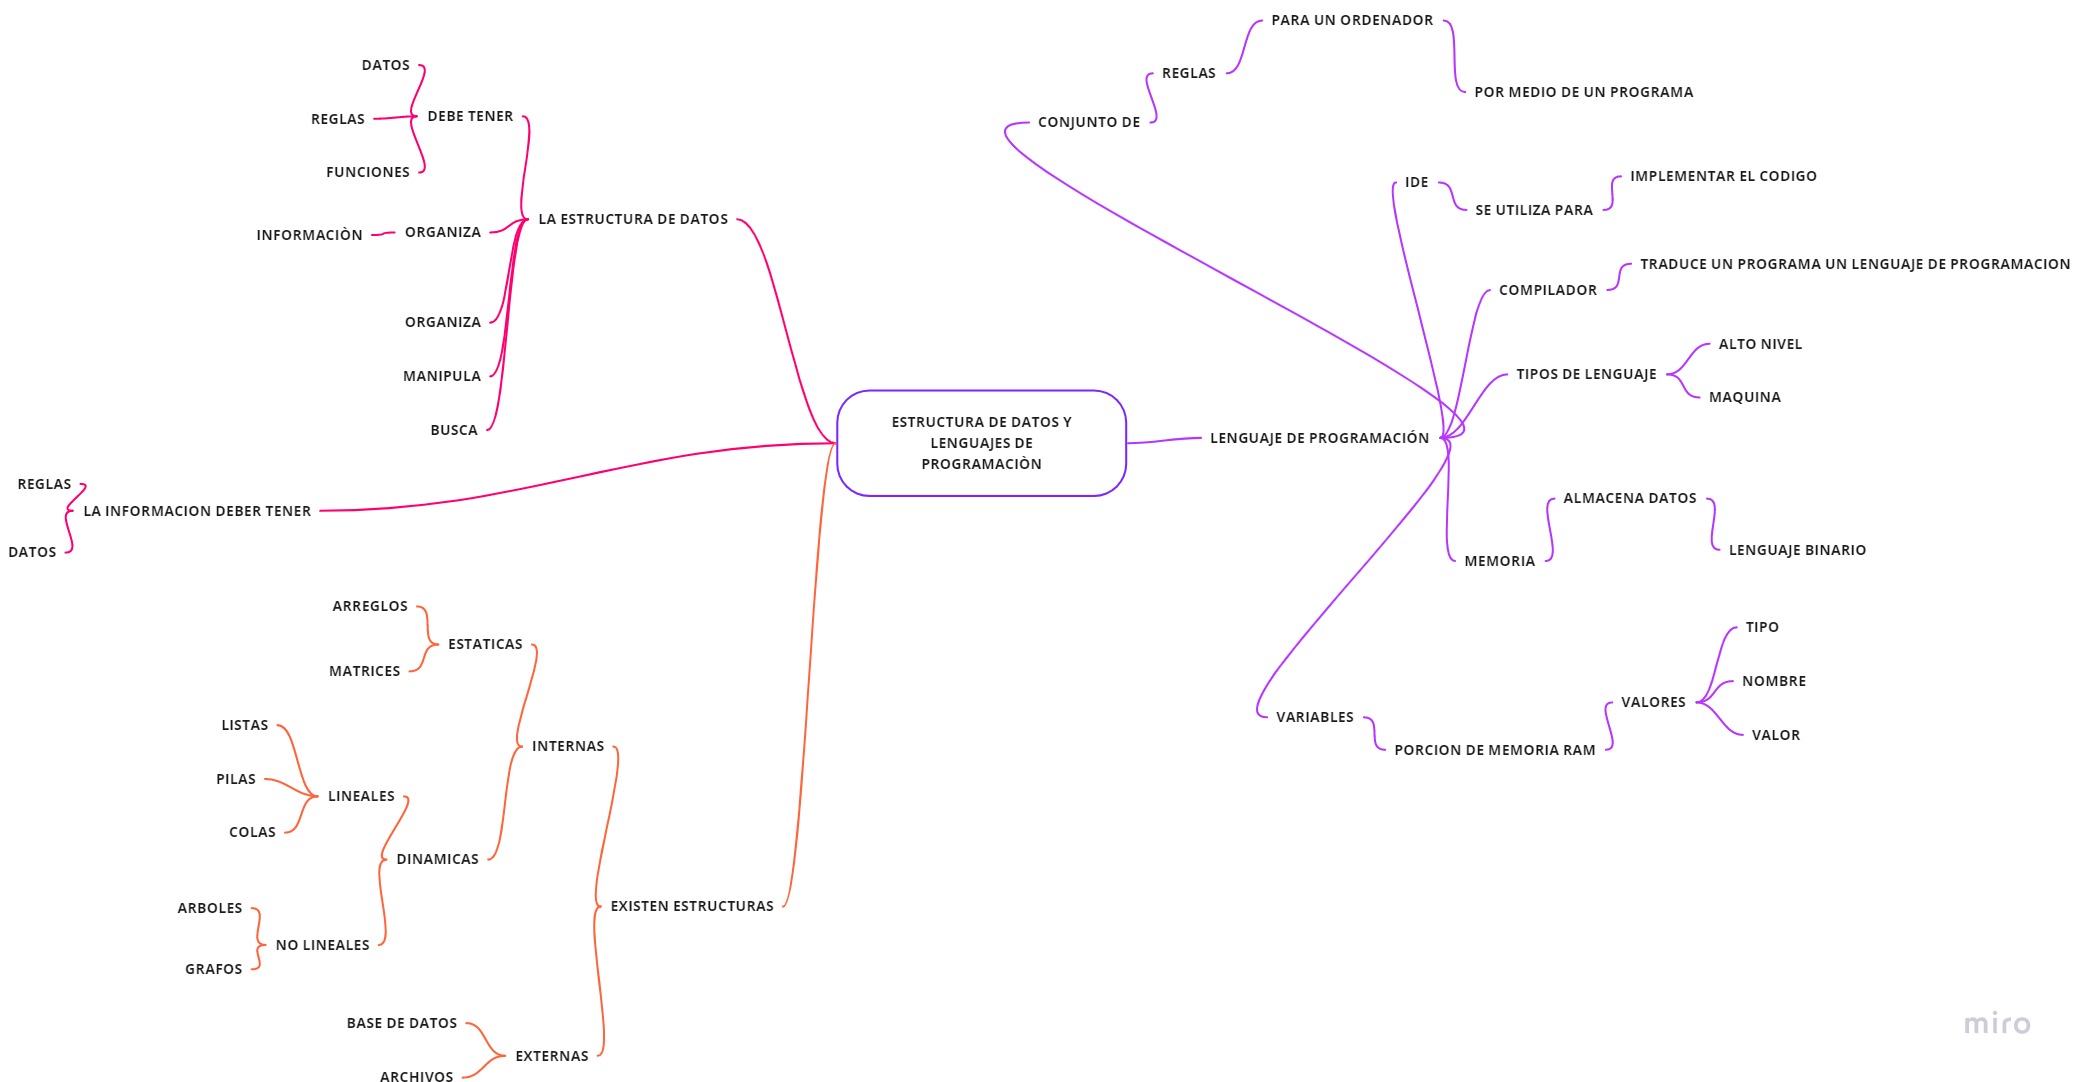 ESTRUCTURA DE DATOS Y
LENGUAJES DE
PROGRAMACIÒN
LA ESTRUCTURA DE DATOS
DEBE TENER
DATOS
REGLAS
FUNCIONES
ORGANIZA
INFORMACIÒN
ORGANIZA
MANIPULA
BUSCA
LA INFORMACION DEBER TENER
REGLAS
DATOS
EXISTEN ESTRUCTURAS
INTERNAS
ESTATICAS
ARREGLOS
MATRICES
DINAMICAS
LINEALES
LISTAS
PILAS
COLAS
NO LINEALES
ARBOLES
GRAFOS
EXTERNAS
BASE DE DATOS
ARCHIVOS
LENGUAJE DE PROGRAMACIÓN
CONJUNTO DE
REGLAS
PARA UN ORDENADOR
POR MEDIO DE UN PROGRAMA
IDE
SE UTILIZA PARA
IMPLEMENTAR EL CODIGO
COMPILADOR
TRADUCE UN PROGRAMA UN LENGUAJE DE PROGRAMACION
TIPOS DE LENGUAJE
ALTO NIVEL
MAQUINA
MEMORIA
ALMACENA DATOS
LENGUAJE BINARIO
VARIABLES
PORCION DE MEMORIA RAM
VALORES
TIPO
NOMBRE
VALOR
miro